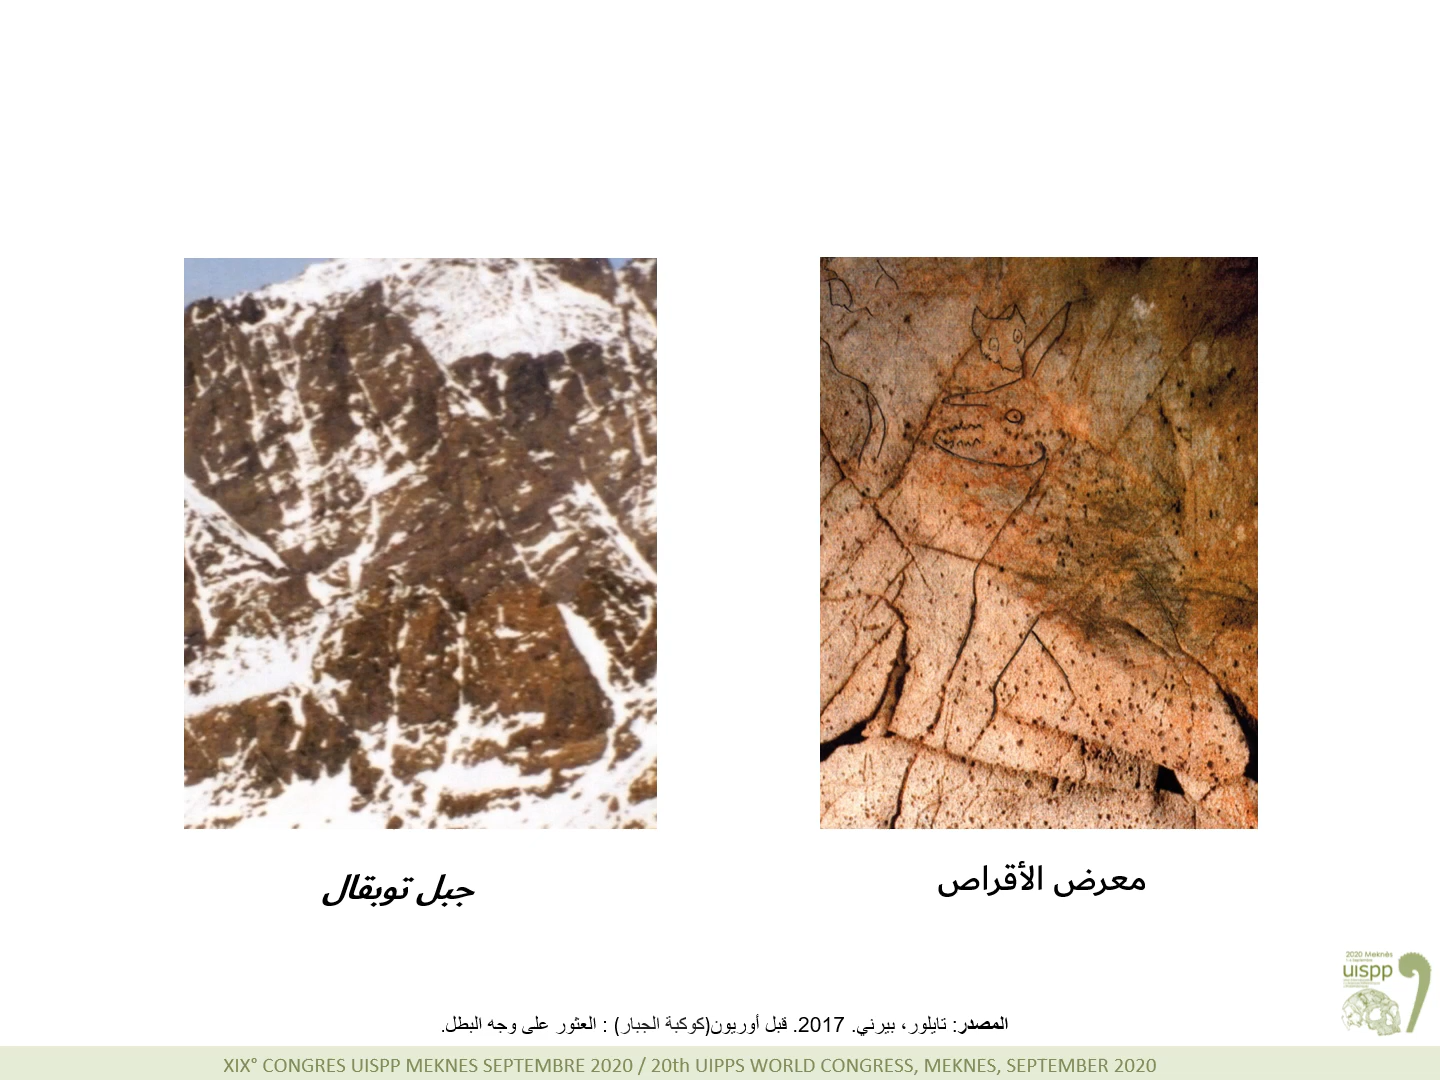 معرض الأقراص
جبل توبقال
2020 Meknès
uispp
المصدر: تايلور، بيرني. 2017. قبل أوريون(كوكبة الجبار) : العثور على وجه البطل.
XIX° CONGRES UISPP MEKNES SEPTEMBRE 2020 / 20th UIPPS WORLD CONGRESS, MEKNES, SEPTEMBER 2020